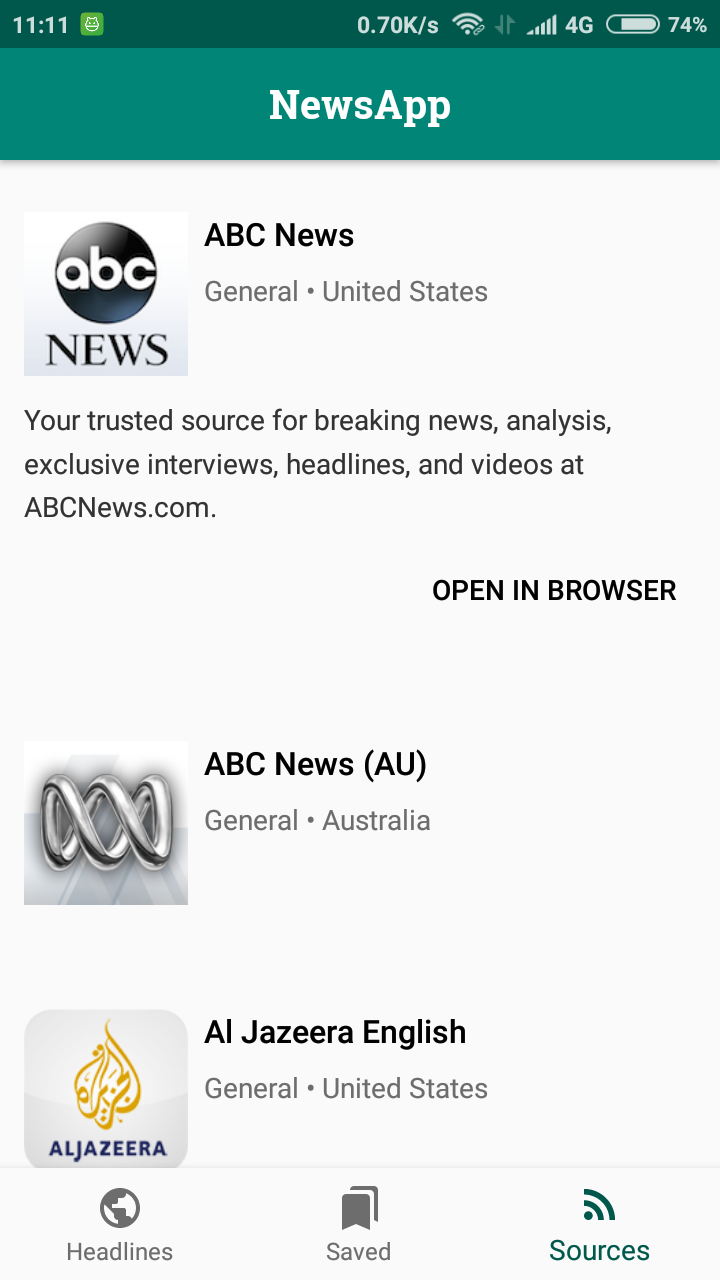 11:11 0.70K/s 4G 74%
NewsApp
abc
NEWS
ABC News
General • United States
Your trusted source for breaking news, analysis,
exclusive interviews, headlines, and videos at
ABCNews.com.
OPEN IN BROWSER
ABC News (AU)
General • Australia
الجزيرة
ALJAZEERA
Al Jazeera English
General • United States
Headlines
Saved
Sources